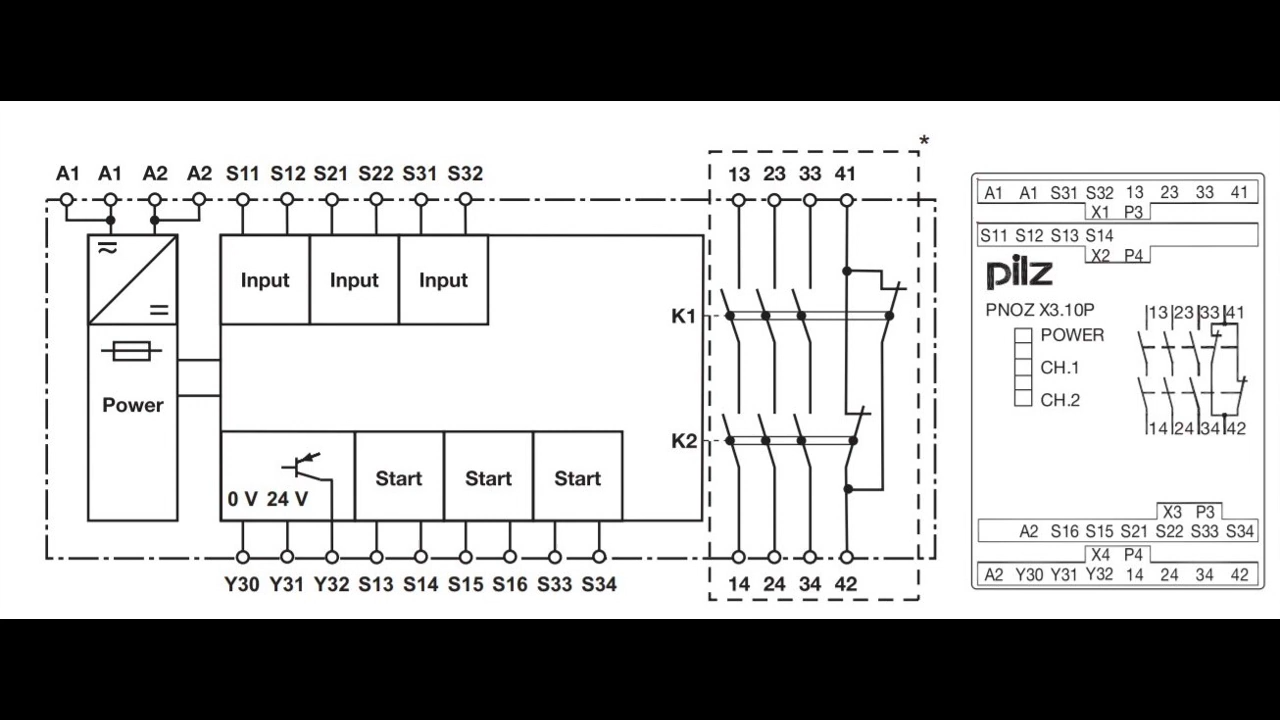 *
A1 A1 A2 A2 S11 S12 S21 S22 S31 S32 13 23 33 41
Input Input Input
K1
Power
K2
Start Start Start
0 V 24 V
Y30 Y31 Y32 S13 S14 S15 S16 S33 S34 14 24 34 42
A1 A1 S31 S32 13 23 33 41
X1 P3
S11 S12 S13 S14
X2 P4
pilz
PNOZ X3.10P
13 23 33 41
POWER
CH.1
CH.2
14 24 34 42
X3 P3
A2 S16 S15 S21 S22 S33 S34
X4 P4
A2 Y30 Y31 Y32 14 24 34 42